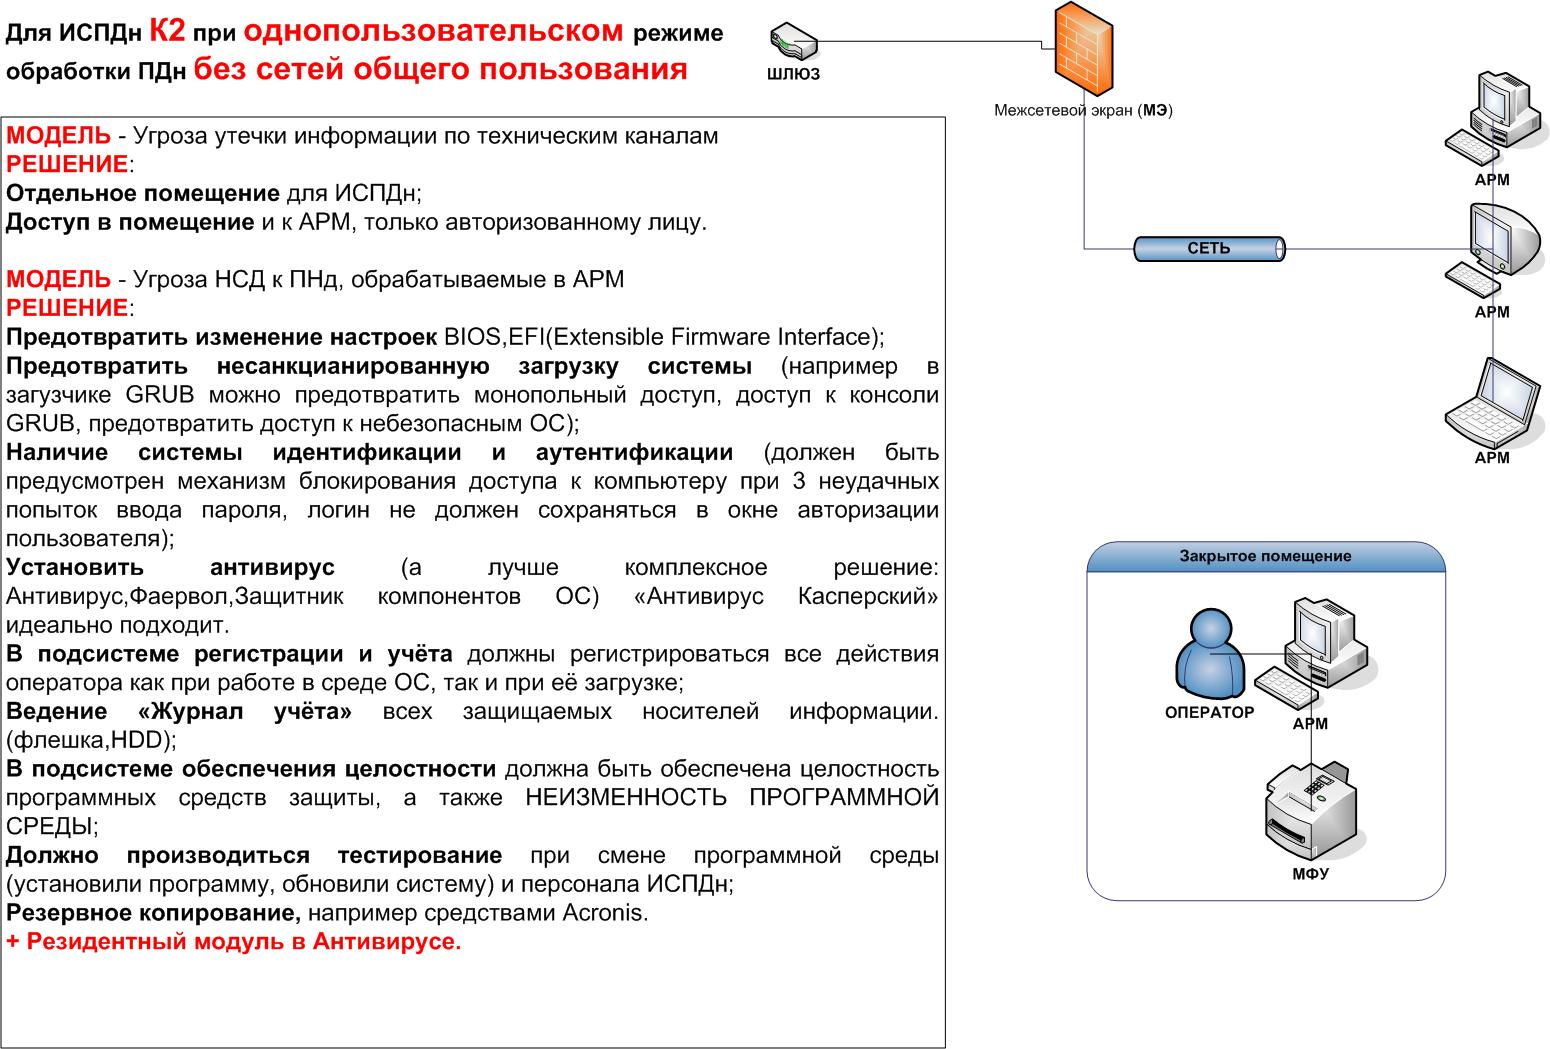 Для ИСПДн К2 при однопользовательском режиме
обработки ПДн без сетей общего пользования
ШЛЮЗ
Межсетевой экран (МЭ)
АРМ
СЕТЬ
АРМ
АРМ
МОДЕЛЬ - Угроза утечки информации по техническим каналам
РЕШЕНИЕ:
Отдельное помещение для ИСПДн;
Доступ в помещение и к АРМ, только авторизованному лицу.
МОДЕЛЬ - Угроза НСД к ПНд, обрабатываемые в АРМ
РЕШЕНИЕ:
Предотвратить изменение настроек BIOS,EFI(Extensible Firmware Interface);
Предотвратить несанкцианированную загрузку системы (например в
загузчике GRUB можно предотвратить монопольный доступ, доступ к консоли
GRUB, предотвратить доступ к небезопасным ОС);
Наличие системы идентификации и аутентификации (должен быть
предусмотрен механизм блокирования доступа к компьютеру при 3 неудачных
попыток ввода пароля, логин не должен сохраняться в окне авторизации
пользователя);
Установить антивирус (а лучше комплексное решение:
Антивирус,Фаервол,Защитник компонентов ОС) «Антивирус Касперский»
идеально подходит.
В подсистеме регистрации и учёта должны регистрироваться все действия
оператора как при работе в среде ОС, так и при её загрузке;
Ведение «Журнал учёта» всех защищаемых носителей информации.
(флешка,HDD);
В подсистеме обеспечения целостности должна быть обеспечена целостность
программных средств защиты, а также НЕИЗМЕННОСТЬ ПРОГРАММНОЙ
СРЕДЫ;
Должно производиться тестирование при смене программной среды
(установили программу, обновили систему) и персонала ИСПДн;
Резервное копирование, например средствами Acronis.
+ Резидентный модуль в Антивирусе.
Закрытое помещение
ОПЕРАТОР
АРМ
МФУ